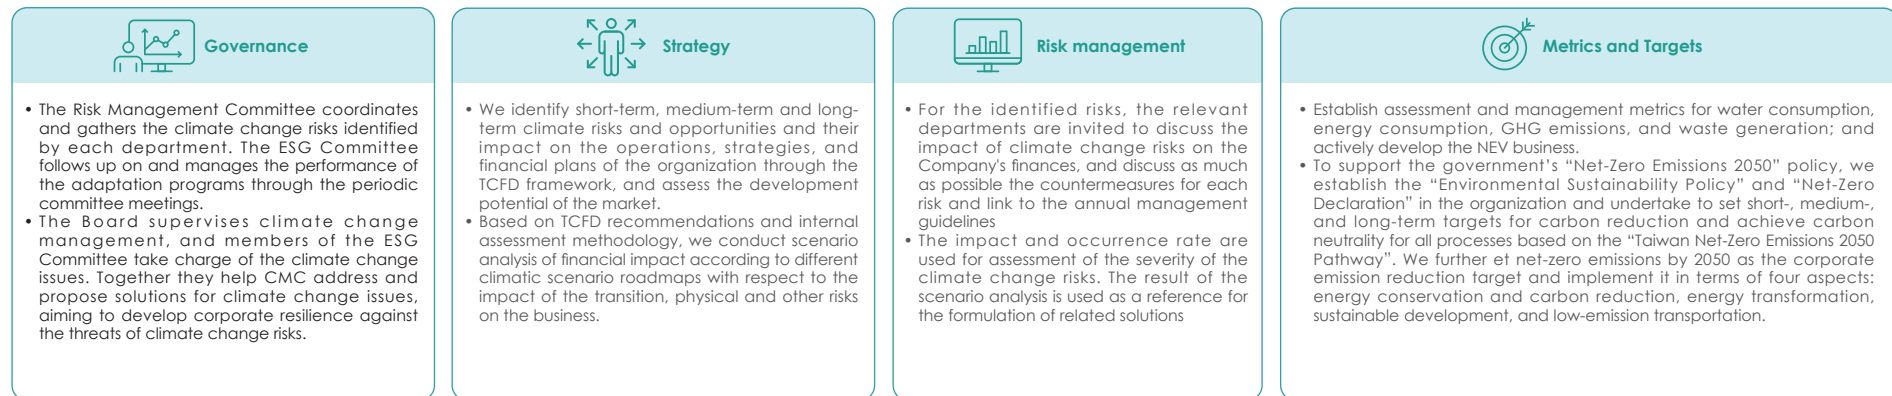 Governance
• The Risk Management Committee coordinates
and gathers the climate change risks identified
by each department. The ESG Committee
follows up on and manages the performance of
the adaptation programs through the periodic
committee meetings.
• The Board supervises climate change
management, and members of the ESG
Committee take charge of the climate change
issues. Together they help CMC address and
propose solutions for climate change issues,
aiming to develop corporate resilience against
the threats of climate change risks.
Strategy
• We identify short-term, medium-term and long-
term climate risks and opportunities and their
impact on the operations, strategies, and
financial plans of the organization through the
TCFD framework, and assess the development
potential of the market.
• Based on TCFD recommendations and internal
assessment methodology, we conduct scenario
analysis of financial impact according to different
climatic scenario roadmaps with respect to the
impact of the transition, physical and other risks
on the business.
Risk management
• For the identified risks, the relevant
departments are invited to discuss the
impact of climate change risks on the
Company's finances, and discuss as much
as possible the countermeasures for each
risk and link to the annual management
guidelines
• The impact and occurrence rate are
used for assessment of the severity of the
climate change risks. The result of the
scenario analysis is used as a reference for
the formulation of related solutions
Metrics and Targets
• Establish assessment and management metrics for water consumption,
energy consumption, GHG emissions, and waste generation; and
actively develop the NEV business.
• To support the government’s “Net-Zero Emissions 2050” policy, we
establish the “Environmental Sustainability Policy” and “Net-Zero
Declaration” in the organization and undertake to set short-, medium-,
and long-term targets for carbon reduction and achieve carbon
neutrality for all processes based on the “Taiwan Net-Zero Emissions 2050
Pathway”. We further et net-zero emissions by 2050 as the corporate
emission reduction target and implement it in terms of four aspects:
energy conservation and carbon reduction, energy transformation,
sustainable development, and low-emission transportation.